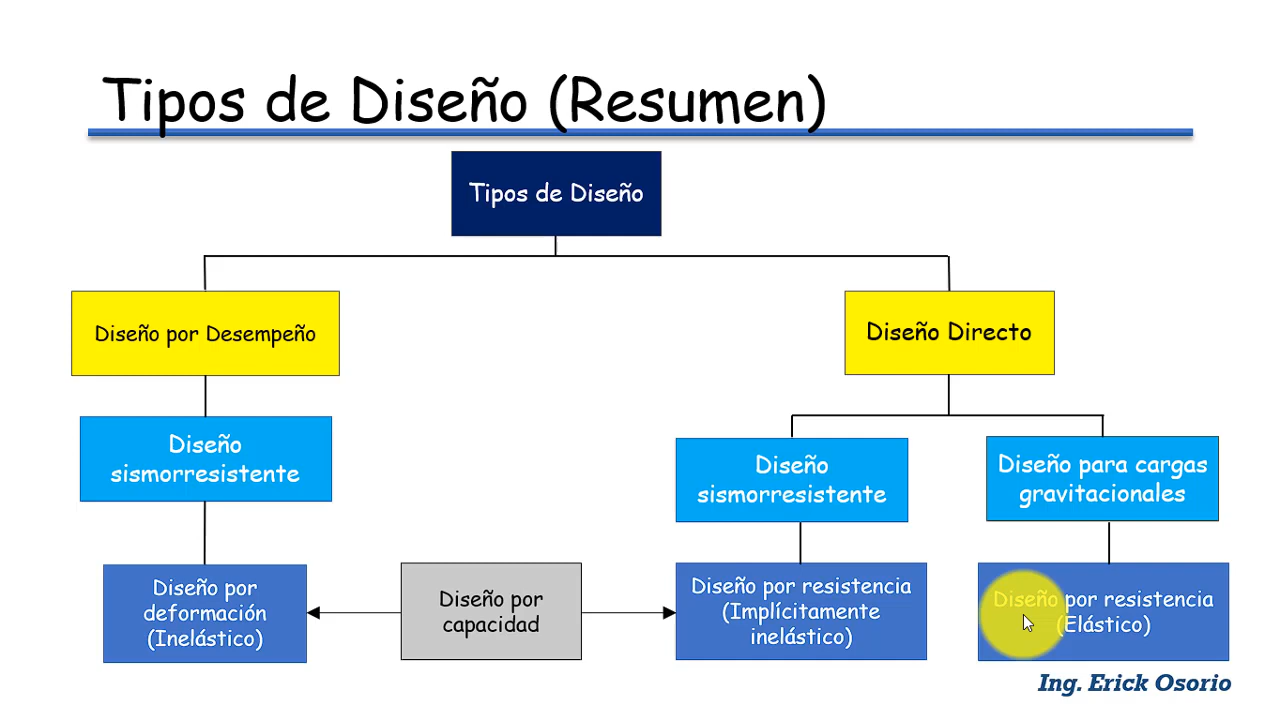 Tipos de Diseño (Resumen)
Tipos de Diseño
Diseño por Desempeño
Diseño Directo
Diseño
sismorresistente
Diseño
sismorresistente
Diseño para cargas
gravitacionales
Diseño por
deformación
(Inelástico)
Diseño por
capacidad
Diseño por resistencia
(Implícitamente
inelástico)
Diseño por resistencia
(Elástico)
Ing. Erick Osorio